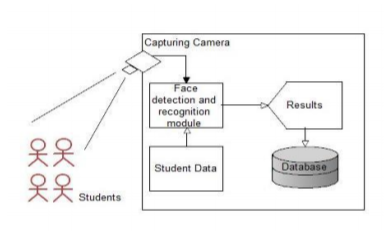 Capturing Camera
Face
detection and
recognition
module
Results
Student Data
Database
Students